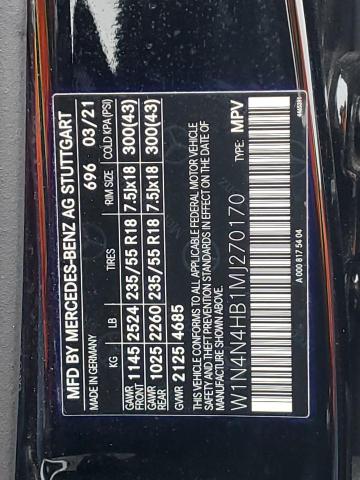 MFD BY MERCEDES-BENZ AG STUTTGART
MADE IN GERMANY 696 03/21
KG LB TIRES RIM SIZE COLD KPA(PSI)
GAWR FRONT 1145 2524 235/55 R18 7.5Jx18 300(43)
GAWR REAR 1025 2260 235/55 R18 7.5Jx18 300(43)
GVWR 2125 4685
THIS VEHICLE CONFORMS TO ALL APPLICABLE FEDERAL MOTOR VEHICLE
SAFETY AND THEFT PREVENTION STANDARDS IN EFFECT ON THE DATE OF
MANUFACTURE SHOWN ABOVE.
W1N4N4HB1MJ270170 TYPE: MPV
A 000 817 54 04